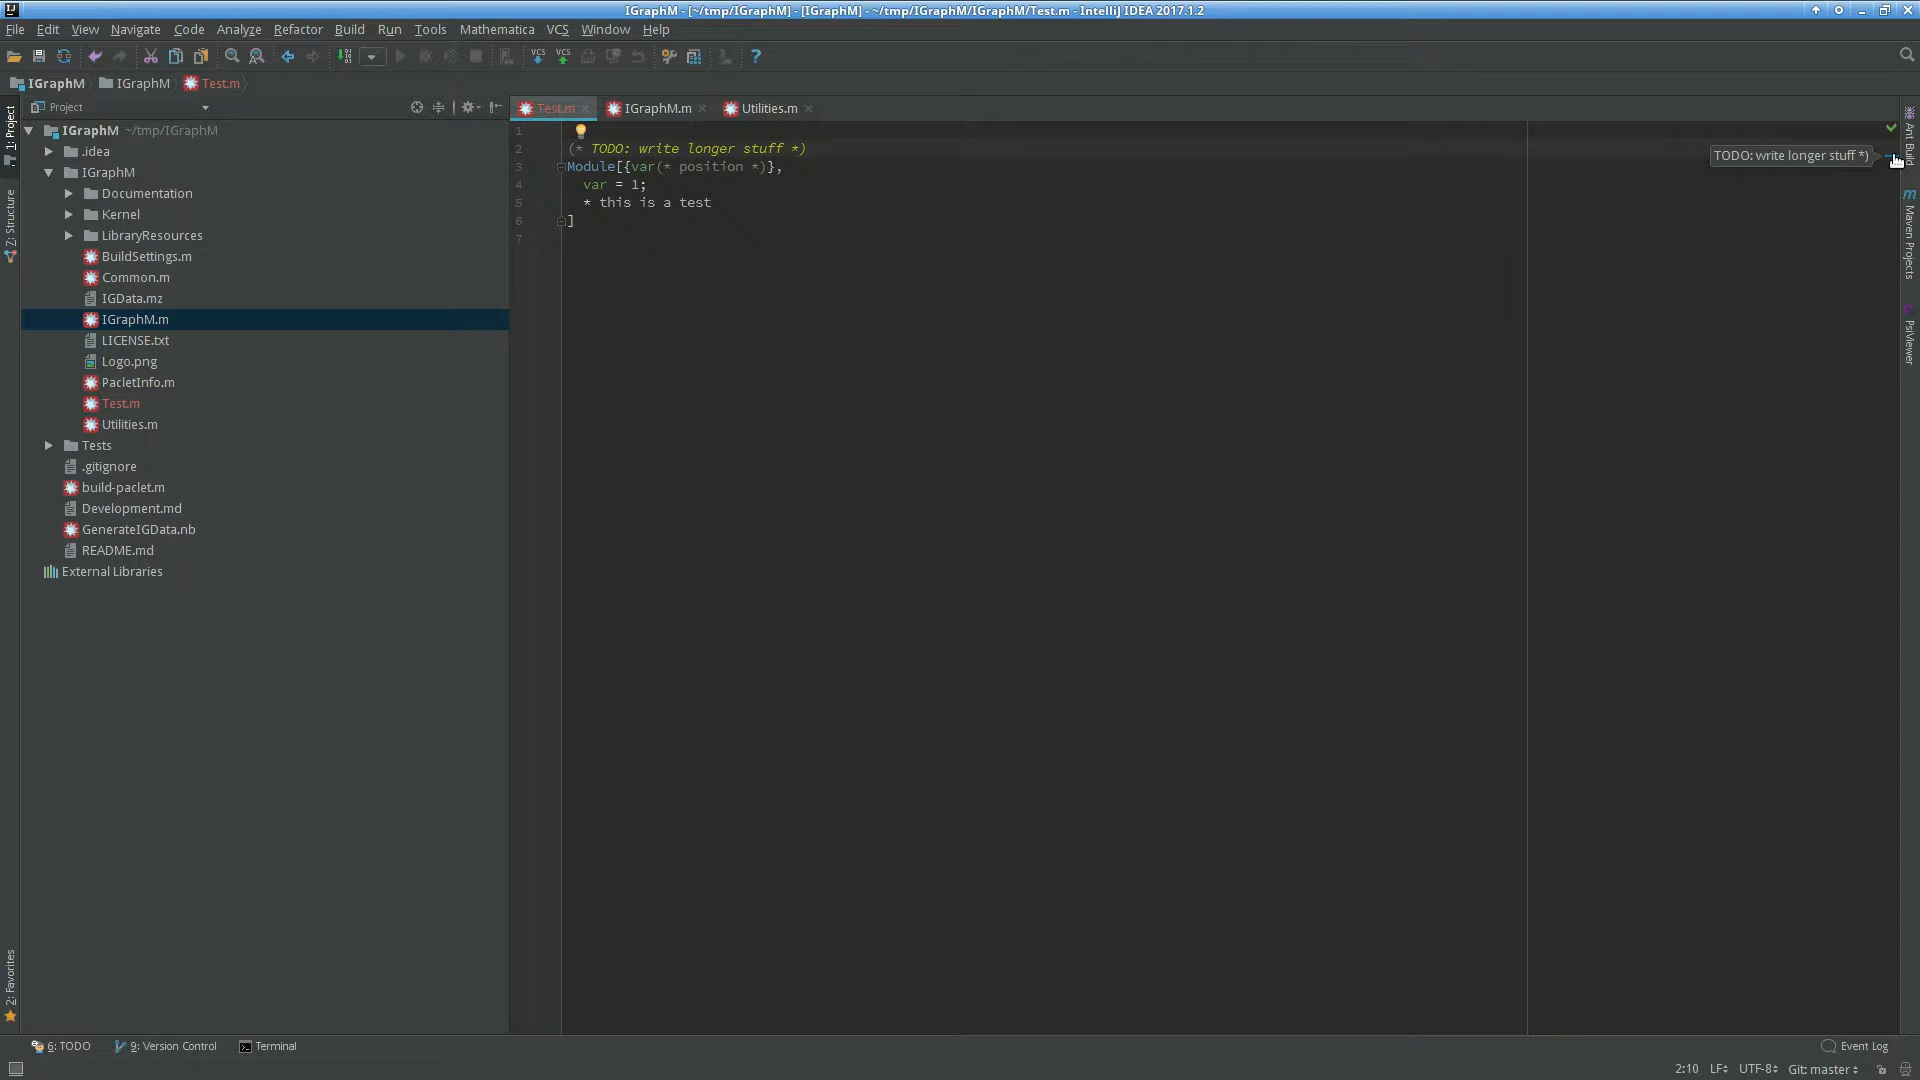 IGraphM - [~/tmp/IGraphM] - [IGraphM] - ~/tmp/IGraphM/IGraphM/Test.m - IntelliJ IDEA 2017.1.2
File Edit View Navigate Code Analyze Refactor Build Run Tools Mathematica VCS Window Help
IGraphM IGraphM Test.m
Project
Test.m IGraphM.m Utilities.m
1: Project
Z: Structure
2: Favorites
IGraphM ~/tmp/IGraphM
.idea
IGraphM
Documentation
Kernel
LibraryResources
BuildSettings.m
Common.m
IGData.mz
IGraphM.m
LICENSE.txt
Logo.png
PacletInfo.m
Test.m
Utilities.m
Tests
.gitignore
build-paclet.m
Development.md
GenerateIGData.nb
README.md
External Libraries
1
2 (* TODO: write longer stuff *)
3 Module[{var(* position *)},
4 var = 1;
5 * this is a test
6 ]
7
TODO: write longer stuff *)
Ant Build
Maven Projects
PsiViewer
6: TODO 9: Version Control Terminal Event Log
2:10 LF UTF-8 Git: master